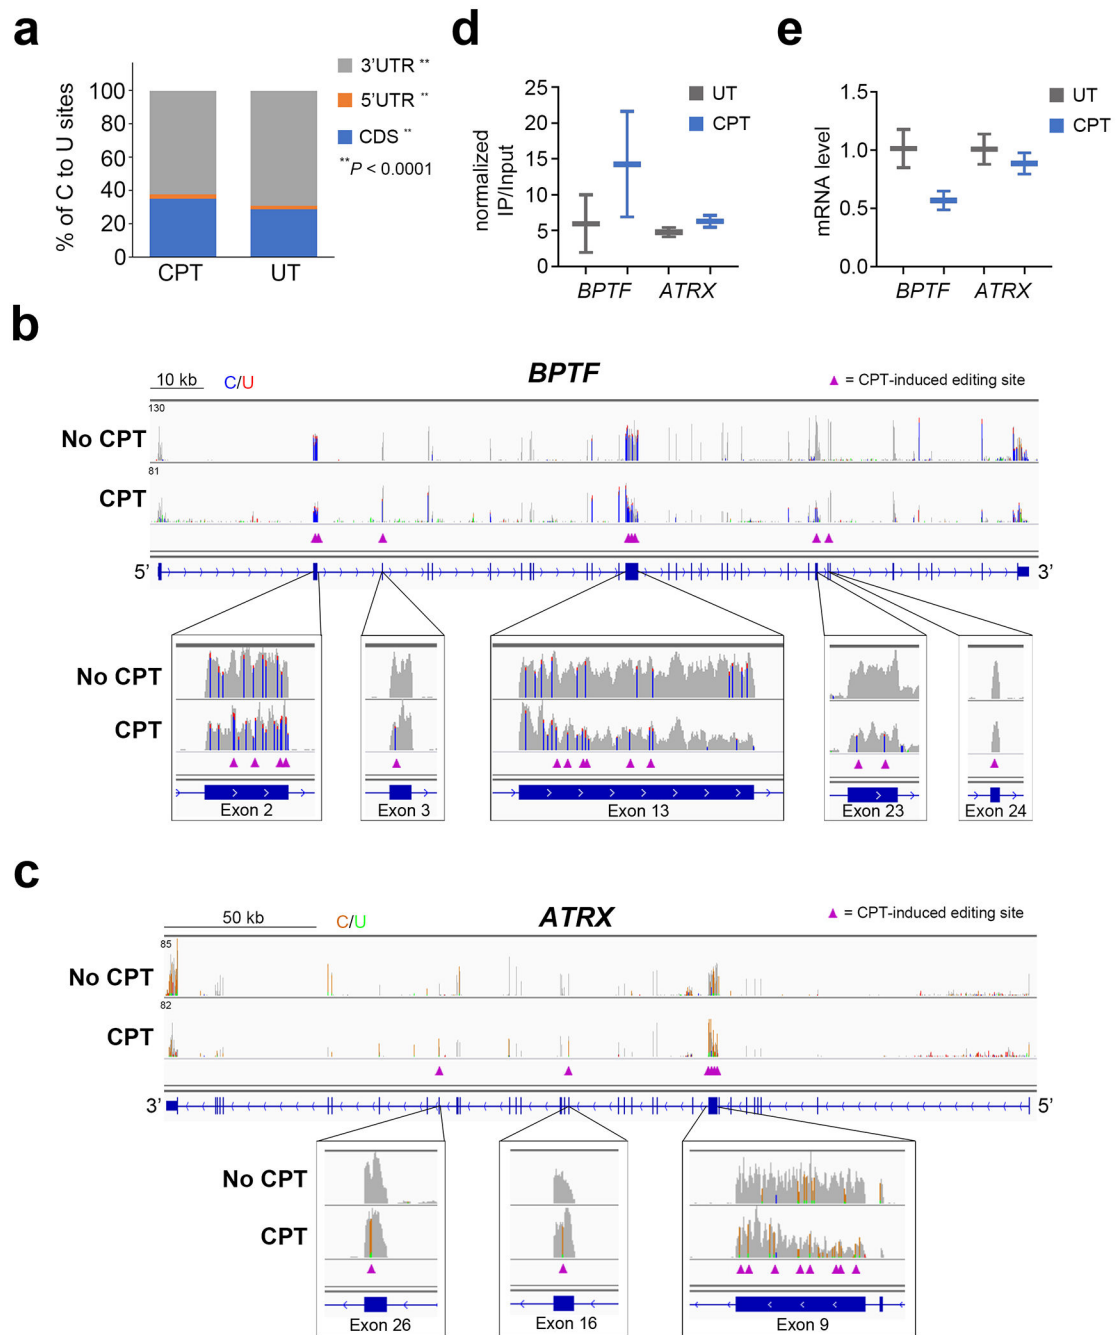 a
% of C to U sites
100
80
60
40
20
0
CPT
UT
3'UTR **
5'UTR **
CDS **
**P < 0.0001
d
normalized
IP/Input
25
20
15
10
5
0
UT
CPT
BPTF
ATRX
e
mRNA level
1.5
1.0
0.5
0.0
UT
CPT
BPTF
ATRX
b
10 kb
C/U
BPTF
▲ = CPT-induced editing site
130
No CPT
81
CPT
5'
3'
No CPT
CPT
Exon 2
Exon 3
Exon 13
Exon 23
Exon 24
c
50 kb
C/U
ATRX
▲ = CPT-induced editing site
85
No CPT
82
CPT
3'
5'
No CPT
CPT
Exon 26
Exon 16
Exon 9